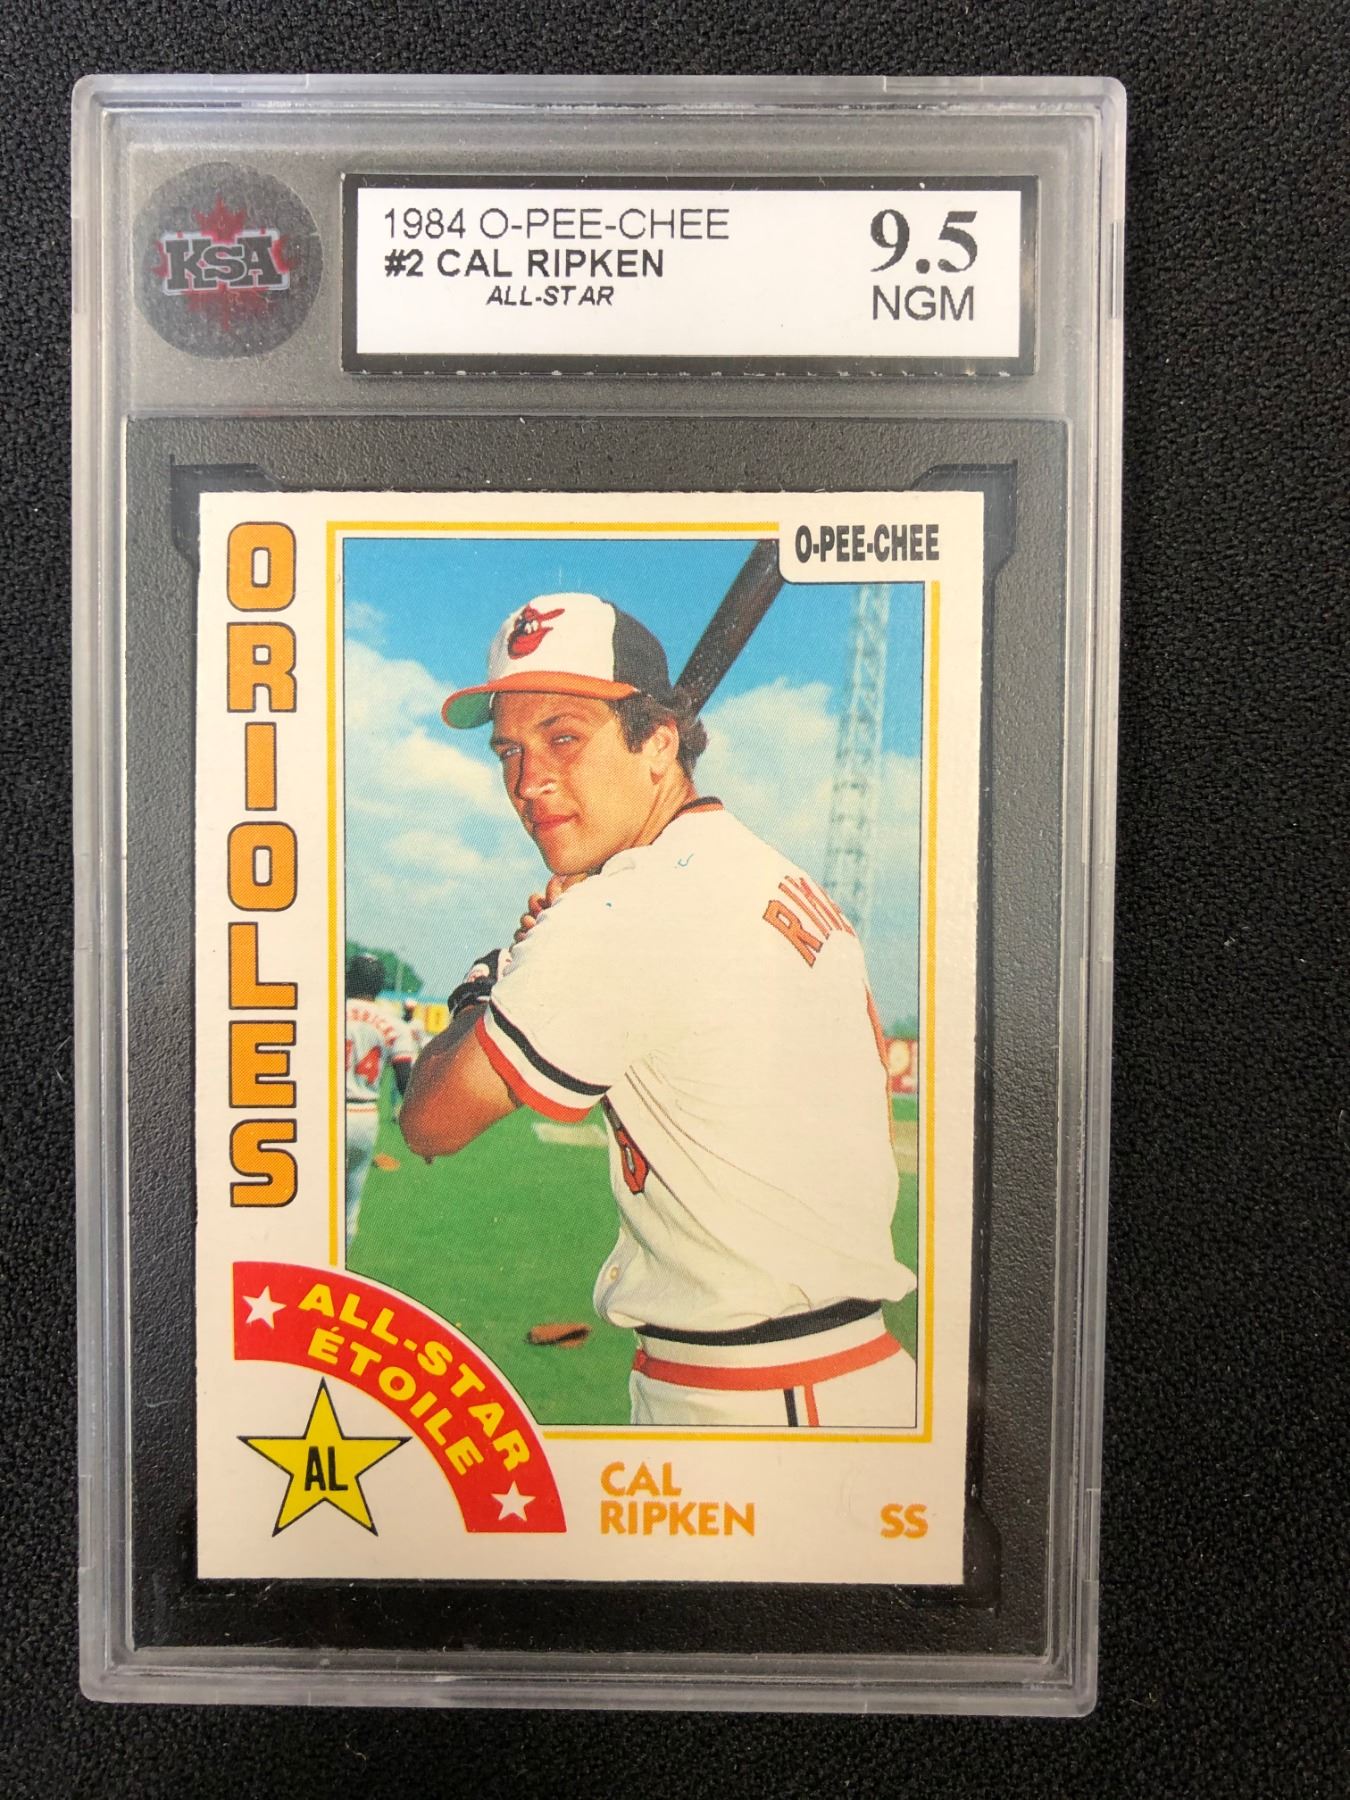 KSA
1984 O-PEE-CHEE
#2 CAL RIPKEN
ALL-STAR
9.5
NGM
O-PEE-CHEE
ORIOLES
ALL-STAR
ÉTOILE
AL
CAL
RIPKEN
SS